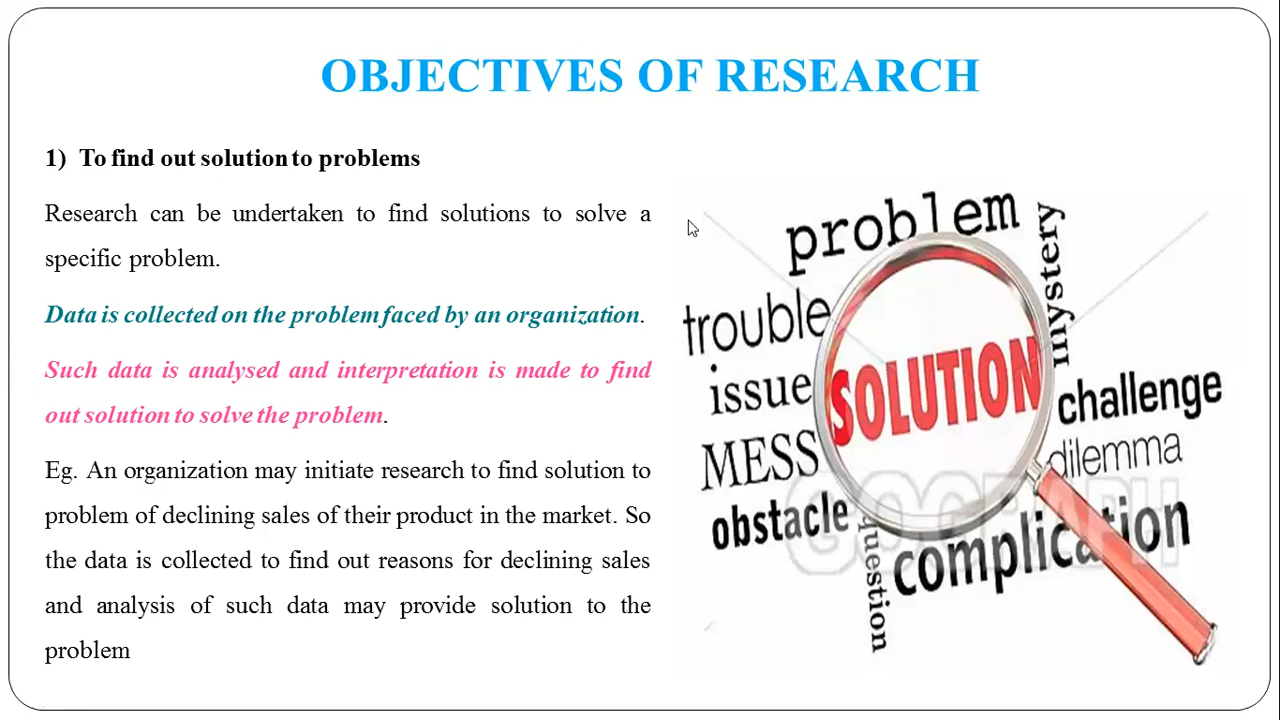 OBJECTIVES OF RESEARCH
1) To find out solution to problems
Research can be undertaken to find solutions to solve a
specific problem.
Data is collected on the problem faced by an organization.
Such data is analysed and interpretation is made to find
out solution to solve the problem.
Eg. An organization may initiate research to find solution to
problem of declining sales of their product in the market. So
the data is collected to find out reasons for declining sales
and analysis of such data may provide solution to the
problem
problem
mystery
trouble
issue
SOLUTION
challenge
MESS
dilemma
obstacle
question
complication
GOGRAPH